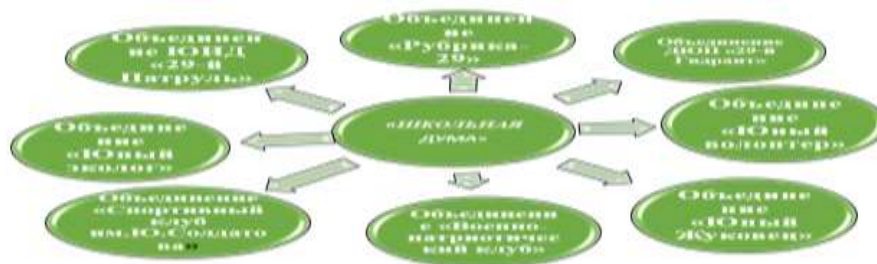 Объединен
ие ЮИД
«29-й
Патруль»
Объединен
ие
«Рубрика-
29»
Объединение
ДЮП «29-й
Гидрант»
Объедине
ние
«Юный
эколог»
«ШКОЛЬНАЯ
ДУМА»
Объедине
ние
«Юный
волонтер»
Объединение
«Спортивный
клуб
им.Ю.Солдато
ва»
Объединени
е «Военно
патриотичес
кий клуб»
Объедине
ние
«Юный
Жуковец»